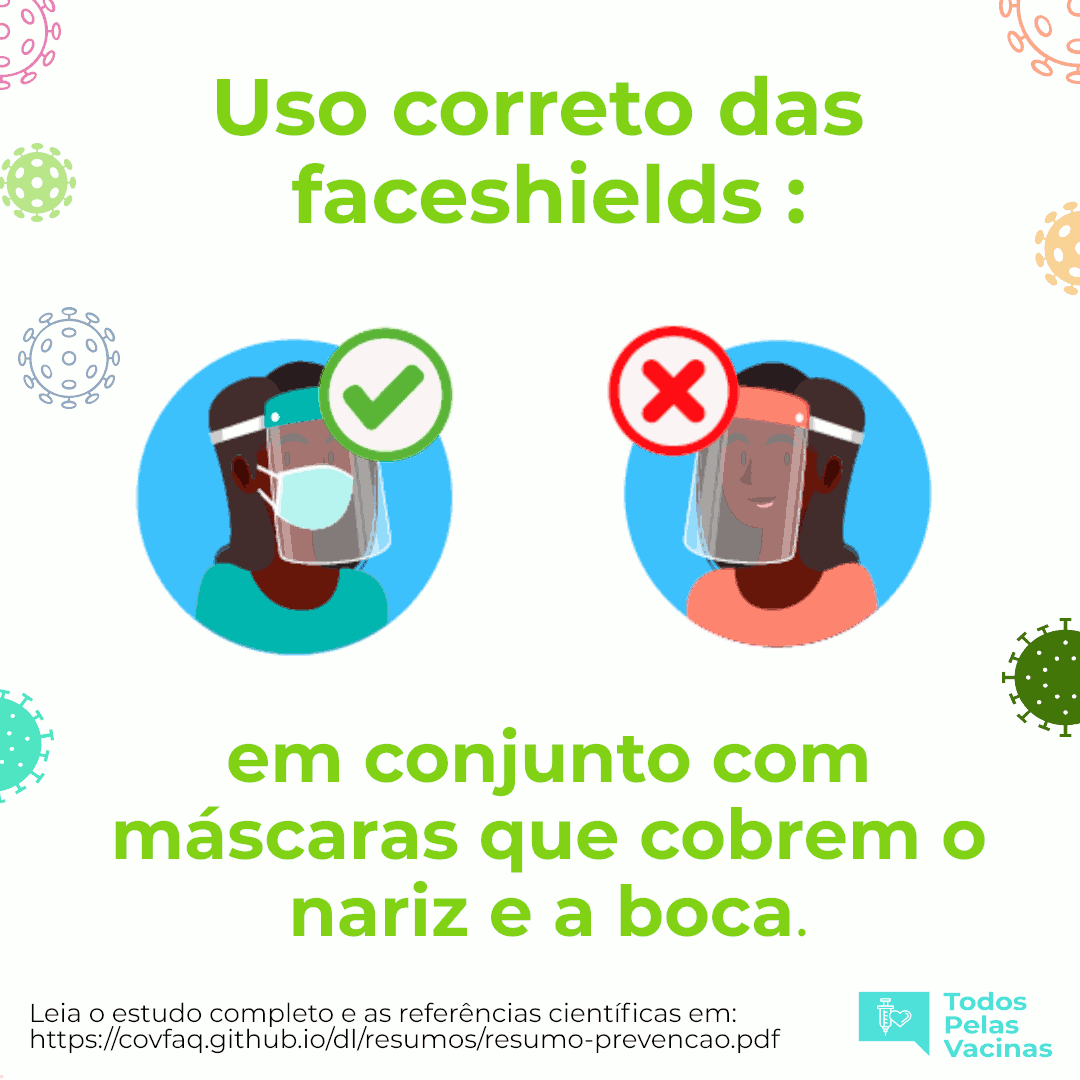 Uso correto das
faceshields :
em conjunto com
máscaras que cobrem o
nariz e a boca.
Leia o estudo completo e as referências científicas em:
https://covfaq.github.io/dl/resumos/resumo-prevencao.pdf
Todos
Pelas
Vacinas